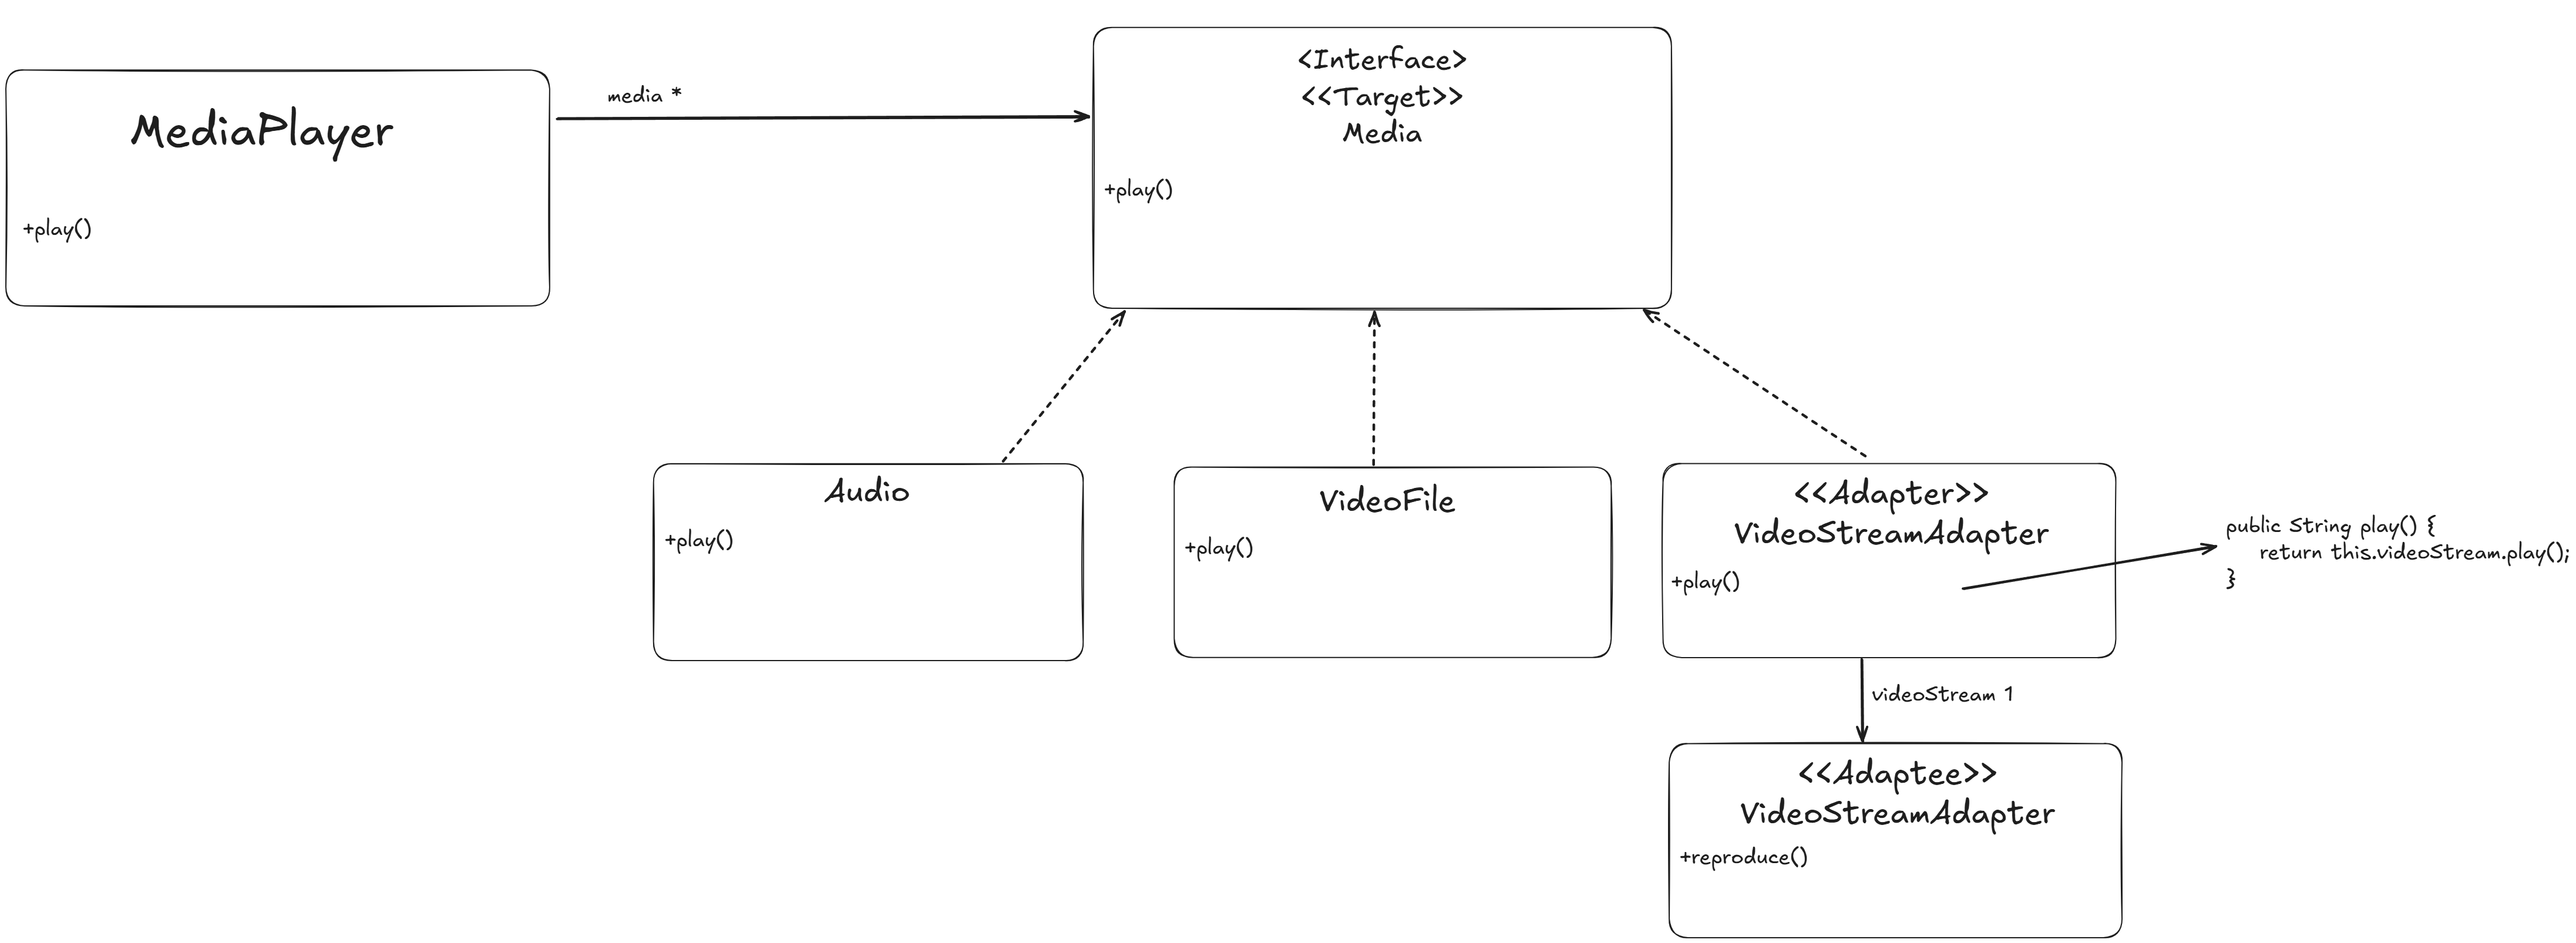 MediaPlayer
+play()
media *
<Interface>
<<Target>>
Media
+play()
Audio
+play()
VideoFile
+play()
<<Adapter>>
VideoStreamAdapter
+play()
public String play() {
return this.videoStream.play();
}
videoStream 1
<<Adaptee>>
VideoStreamAdapter
+reproduce()